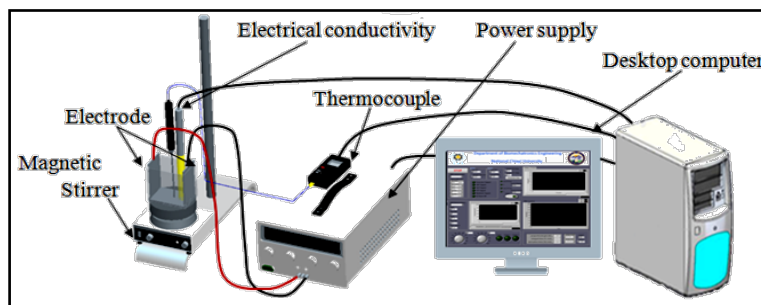 Electrical conductivity
Power supply
Desktop computer
Thermocouple
Electrode
Magnetic
Stirrer